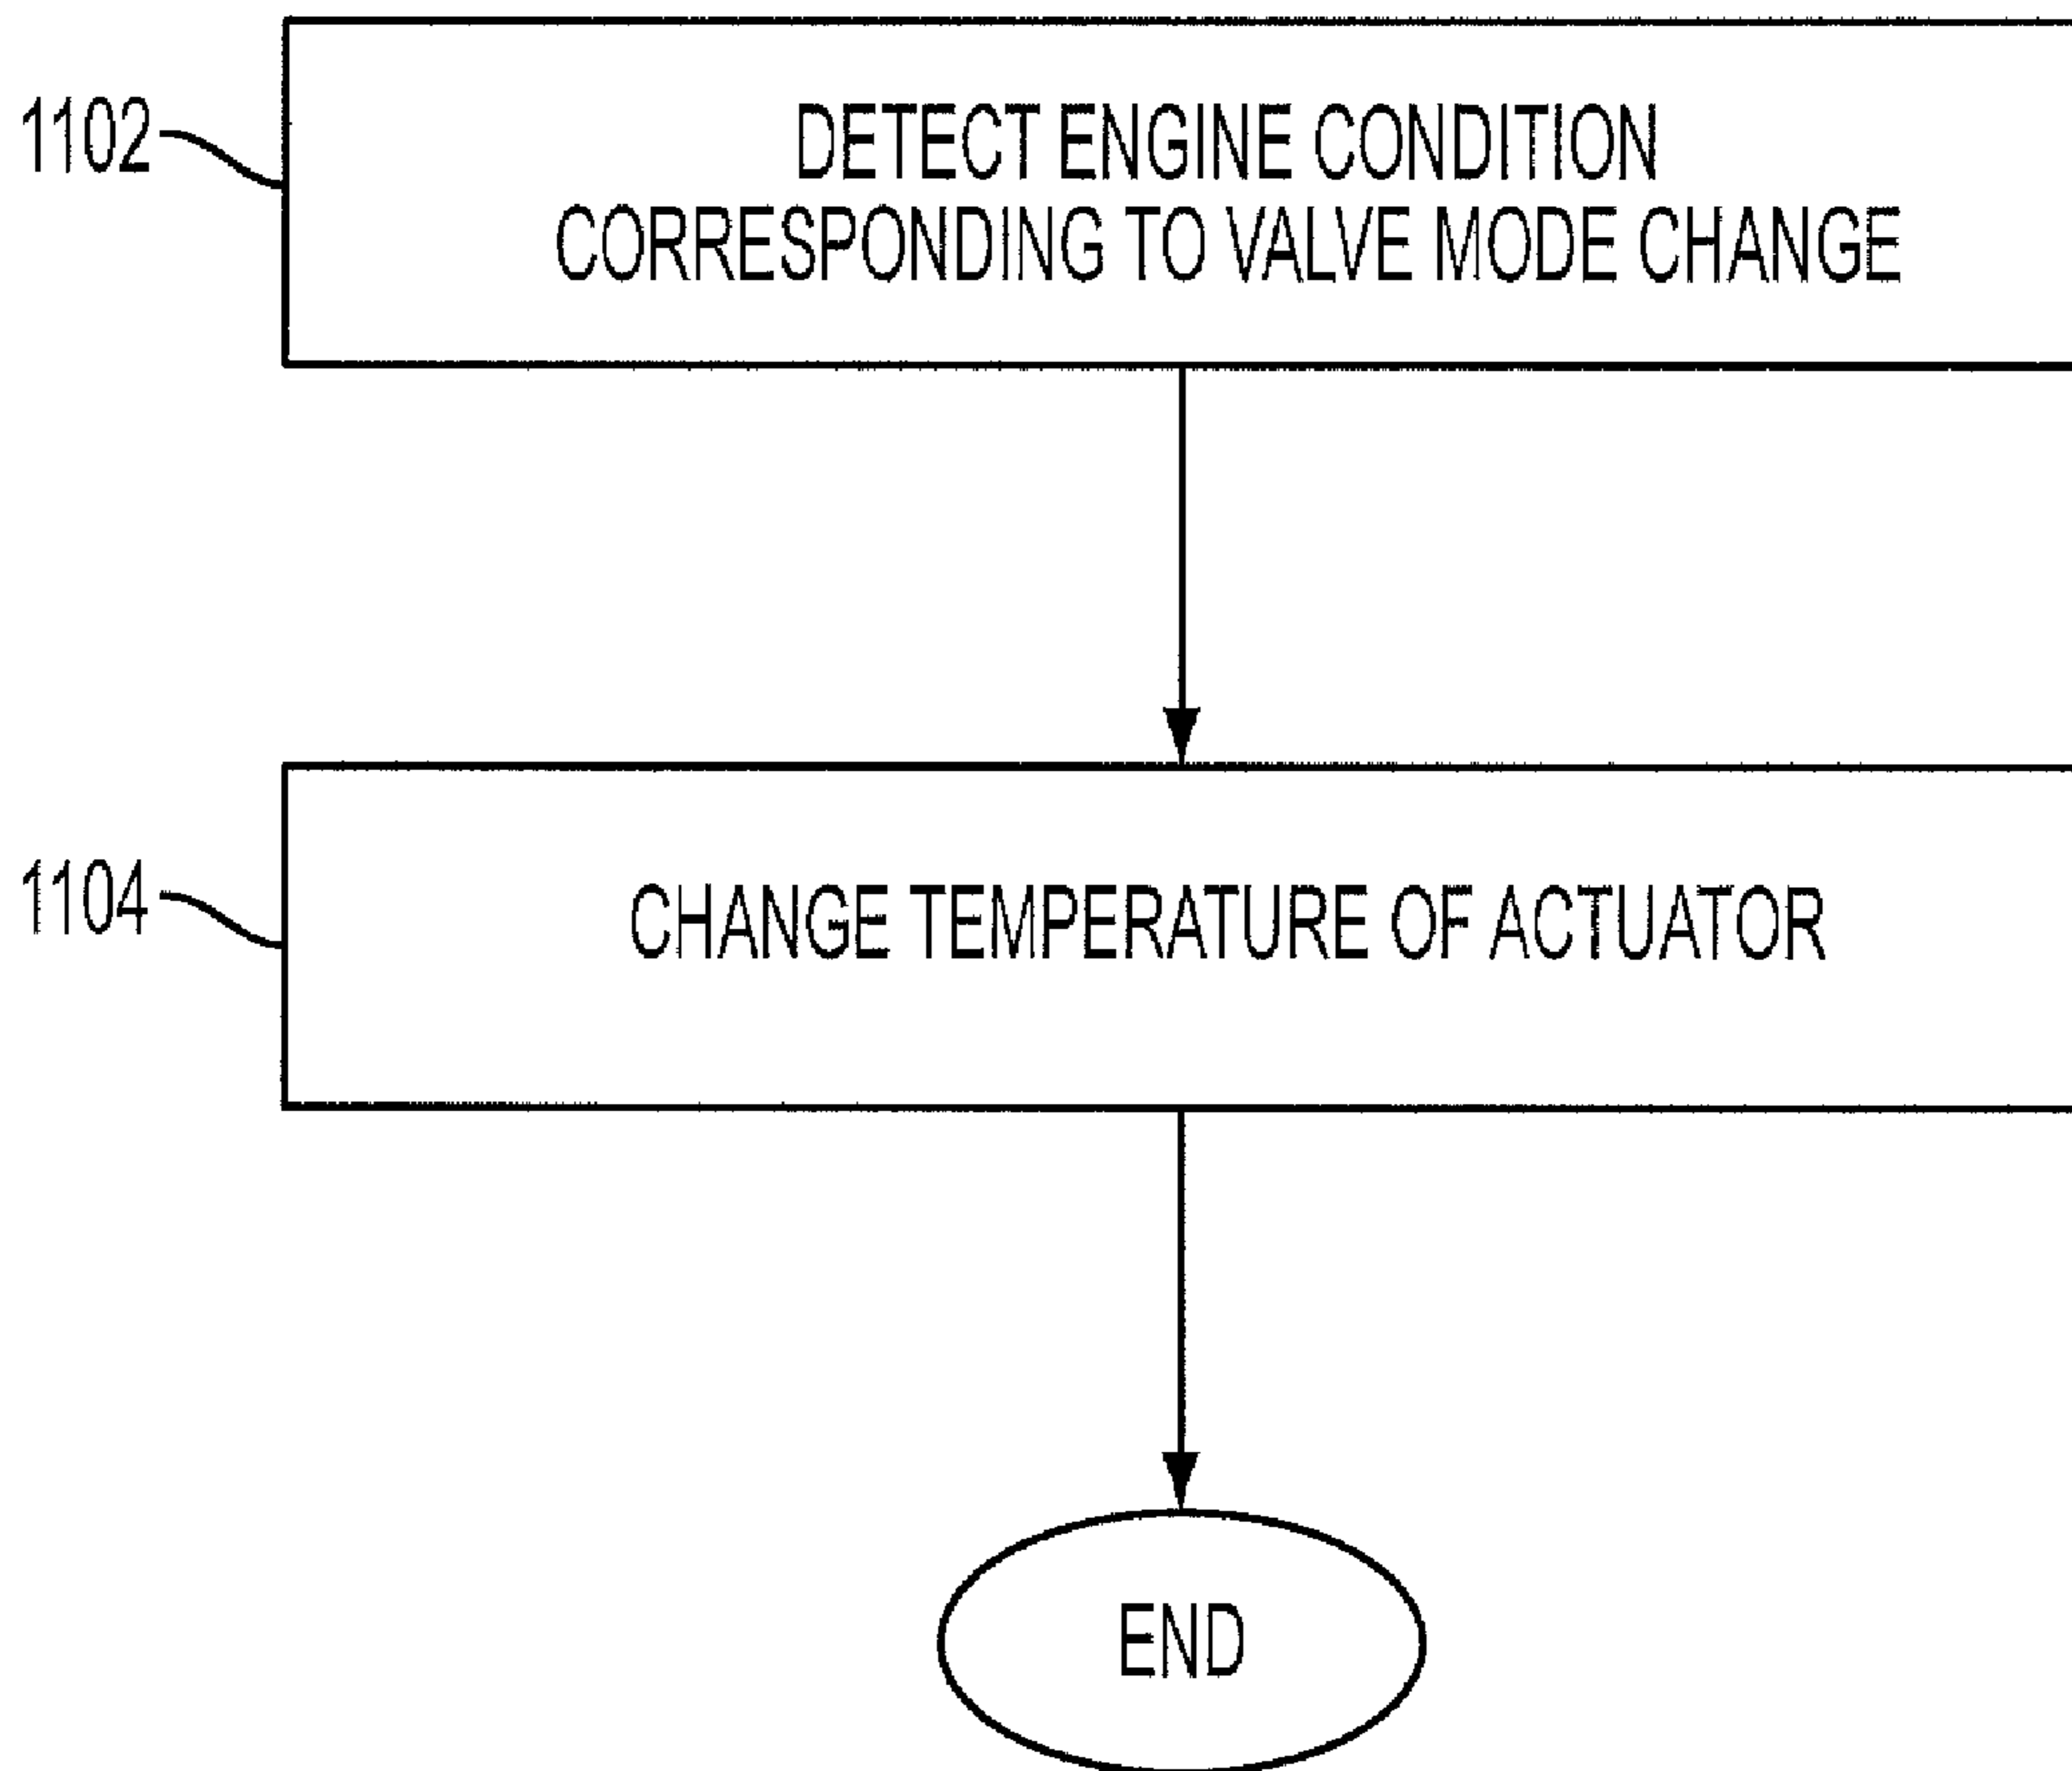 1102
DETECT ENGINE CONDITION
CORRESPONDING TO VALVE MODE CHANGE
1104
CHANGE TEMPERATURE OF ACTUATOR
END